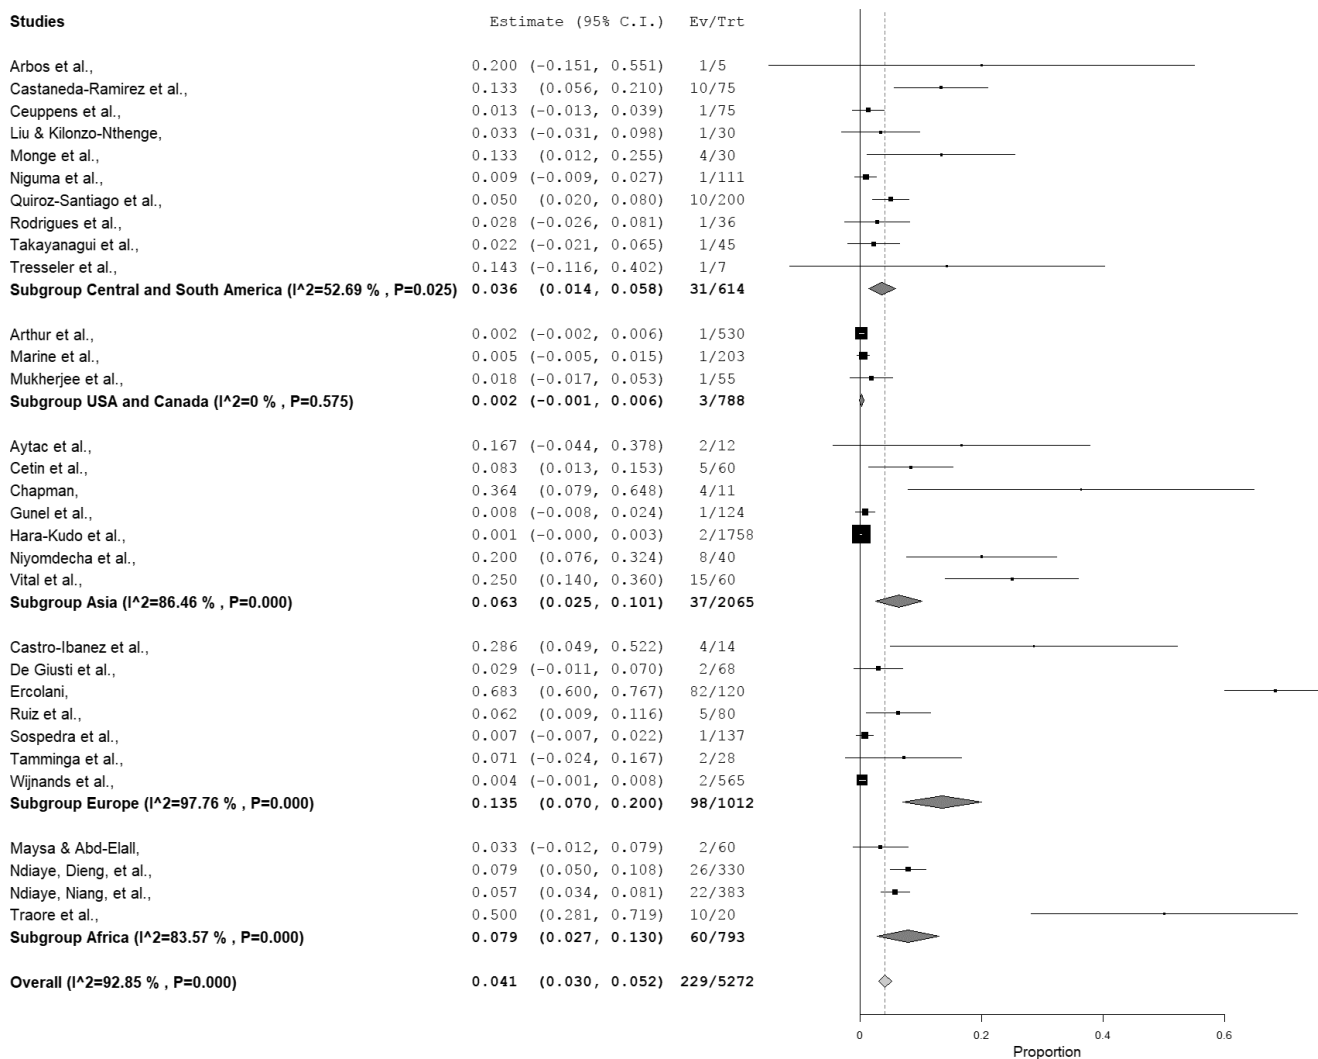 Studies Estimate (95% C.I.) Ev/Trt
Arbos et al., 0.200 (-0.151, 0.551) 1/5
Castaneda-Ramirez et al., 0.133 (0.056, 0.210) 10/75
Ceuppens et al., 0.013 (-0.013, 0.039) 1/75
Liu & Kilonzo-Nthenge, 0.033 (-0.031, 0.098) 1/30
Monge et al., 0.133 (0.012, 0.255) 4/30
Niguma et al., 0.009 (-0.009, 0.027) 1/111
Quiroz-Santiago et al., 0.050 (0.020, 0.080) 10/200
Rodrigues et al., 0.028 (-0.026, 0.081) 1/36
Takayanagui et al., 0.022 (-0.021, 0.065) 1/45
Tresseler et al., 0.143 (-0.116, 0.402) 1/7
Subgroup Central and South America (I^2=52.69 % , P=0.025) 0.036 (0.014, 0.058) 31/614
Arthur et al., 0.002 (-0.002, 0.006) 1/530
Marine et al., 0.005 (-0.005, 0.015) 1/203
Mukherjee et al., 0.018 (-0.017, 0.053) 1/55
Subgroup USA and Canada (I^2=0 % , P=0.575) 0.002 (-0.001, 0.006) 3/788
Aytac et al., 0.167 (-0.044, 0.378) 2/12
Cetin et al., 0.083 (0.013, 0.153) 5/60
Chapman, 0.364 (0.079, 0.648) 4/11
Gunel et al., 0.008 (-0.008, 0.024) 1/124
Hara-Kudo et al., 0.001 (-0.000, 0.003) 2/1758
Niyomdecha et al., 0.200 (0.076, 0.324) 8/40
Vital et al., 0.250 (0.140, 0.360) 15/60
Subgroup Asia (I^2=86.46 % , P=0.000) 0.063 (0.025, 0.101) 37/2065
Castro-Ibanez et al., 0.286 (0.049, 0.522) 4/14
De Giusti et al., 0.029 (-0.011, 0.070) 2/68
Ercolani, 0.683 (0.600, 0.767) 82/120
Ruiz et al., 0.062 (0.009, 0.116) 5/80
Sospedra et al., 0.007 (-0.007, 0.022) 1/137
Tamminga et al., 0.071 (-0.024, 0.167) 2/28
Wijnands et al., 0.004 (-0.001, 0.008) 2/565
Subgroup Europe (I^2=97.76 % , P=0.000) 0.135 (0.070, 0.200) 98/1012
Maysa & Abd-Elall, 0.033 (-0.012, 0.079) 2/60
Ndiaye, Dieng, et al., 0.079 (0.050, 0.108) 26/330
Ndiaye, Niang, et al., 0.057 (0.034, 0.081) 22/383
Traore et al., 0.500 (0.281, 0.719) 10/20
Subgroup Africa (I^2=83.57 % , P=0.000) 0.079 (0.027, 0.130) 60/793
Overall (I^2=92.85 % , P=0.000) 0.041 (0.030, 0.052) 229/5272
0 0.2 0.4 0.6
Proportion